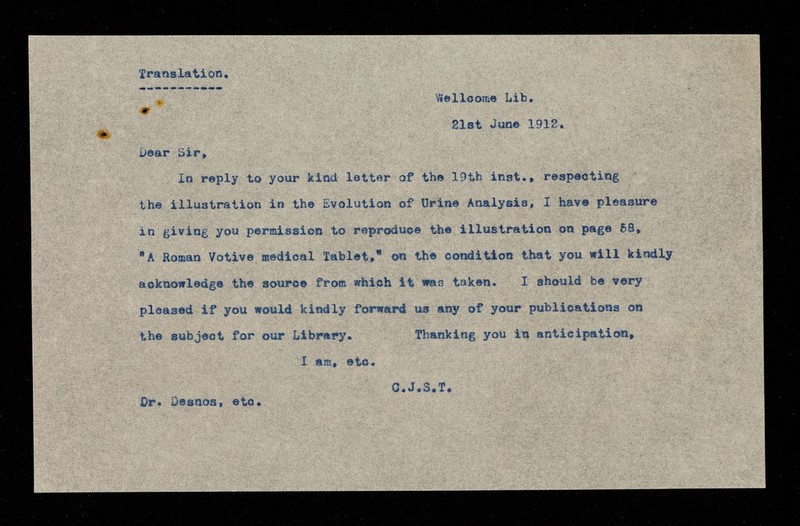 Translation.
-----------
Wellcome Lib.
21st June 1912.
Dear Sir,
In reply to your kind letter of the 19th inst., respecting
the illustration in the Evolution of Urine Analysis, I have pleasure
in giving you permission to reproduce the illustration on page 58,
"A Roman Votive medical Tablet," on the condition that you will kindly
acknowledge the source from which it was taken. I should be very
pleased if you would kindly forward us any of your publications on
the subject for our Library. Thanking you in anticipation,
I am, etc.
C.J.S.T.
Dr. Desnos, etc.